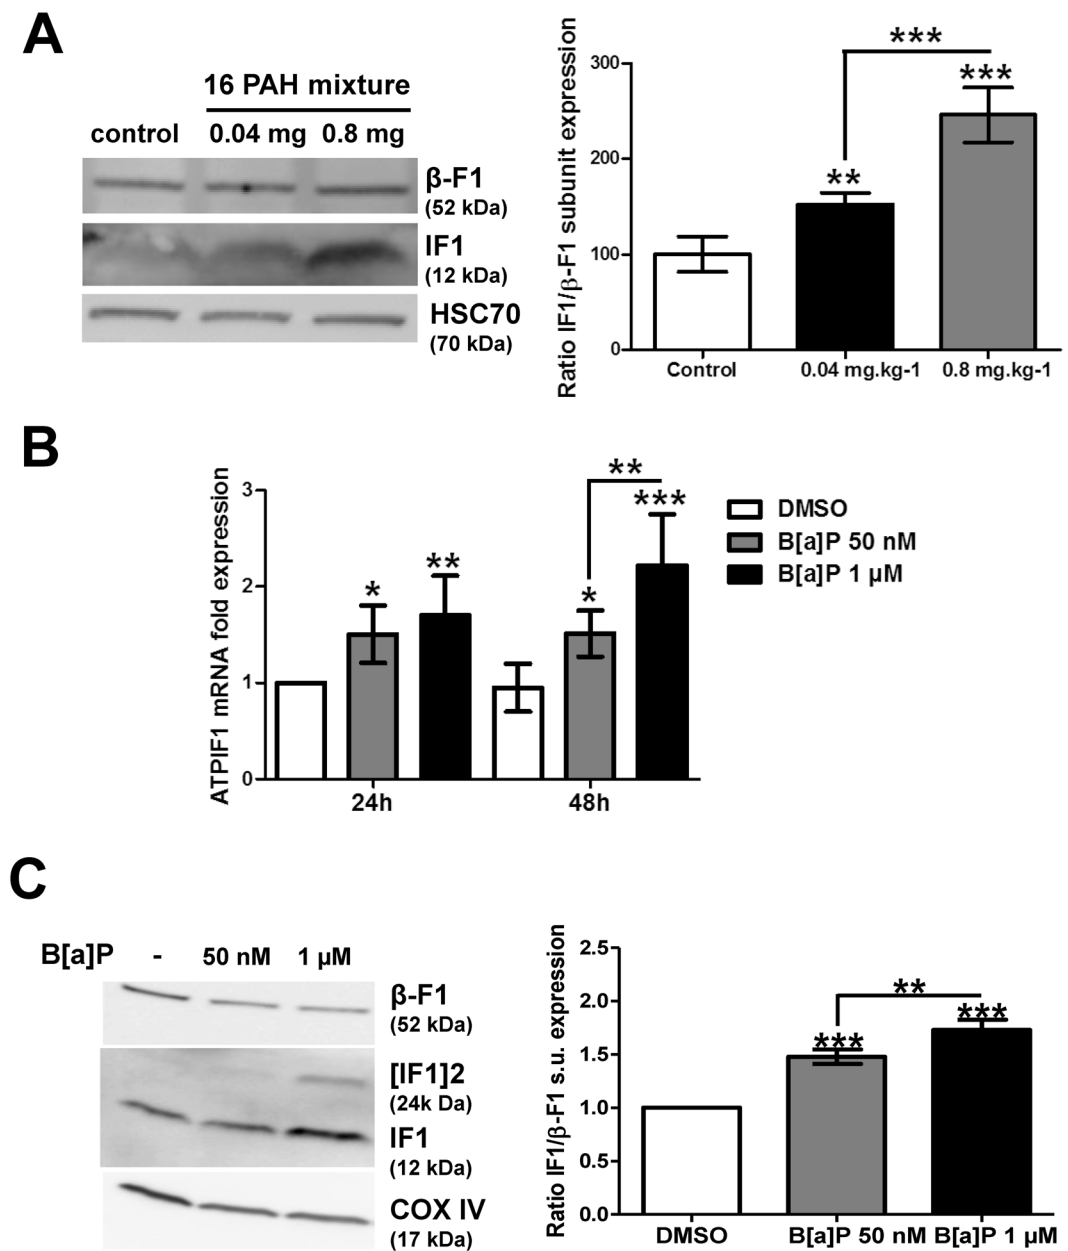 A
16 PAH mixture
control 0.04 mg 0.8 mg
β-F1
(52 kDa)
IF1
(12 kDa)
HSC70
(70 kDa)
Ratio IF1/β-F1 subunit expression
300
200
100
0
***
***
**
Control 0.04 mg.kg-1 0.8 mg.kg-1
B
ATPIF1 mRNA fold expression
3
2
1
0
*
**
**
***
*
24h 48h
DMSO
B[a]P 50 nM
B[a]P 1 µM
C
B[a]P - 50 nM 1 µM
β-F1
(52 kDa)
[IF1]2
(24k Da)
IF1
(12 kDa)
COX IV
(17 kDa)
Ratio IF1/β-F1 s.u. expression
2.5
2.0
1.5
1.0
0.5
0.0
**
***
***
DMSO B[a]P 50 nM B[a]P 1 µM